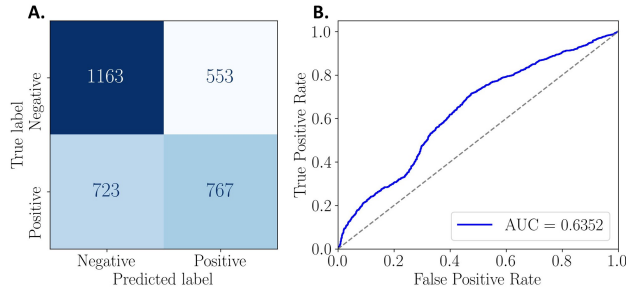 A.
True label
Negative
Positive
1163
553
723
767
Negative
Positive
Predicted label
B.
True Positive Rate
1.0
0.8
0.6
0.4
0.2
0.0
AUC = 0.6352
0.0
0.2
0.4
0.6
0.8
1.0
False Positive Rate